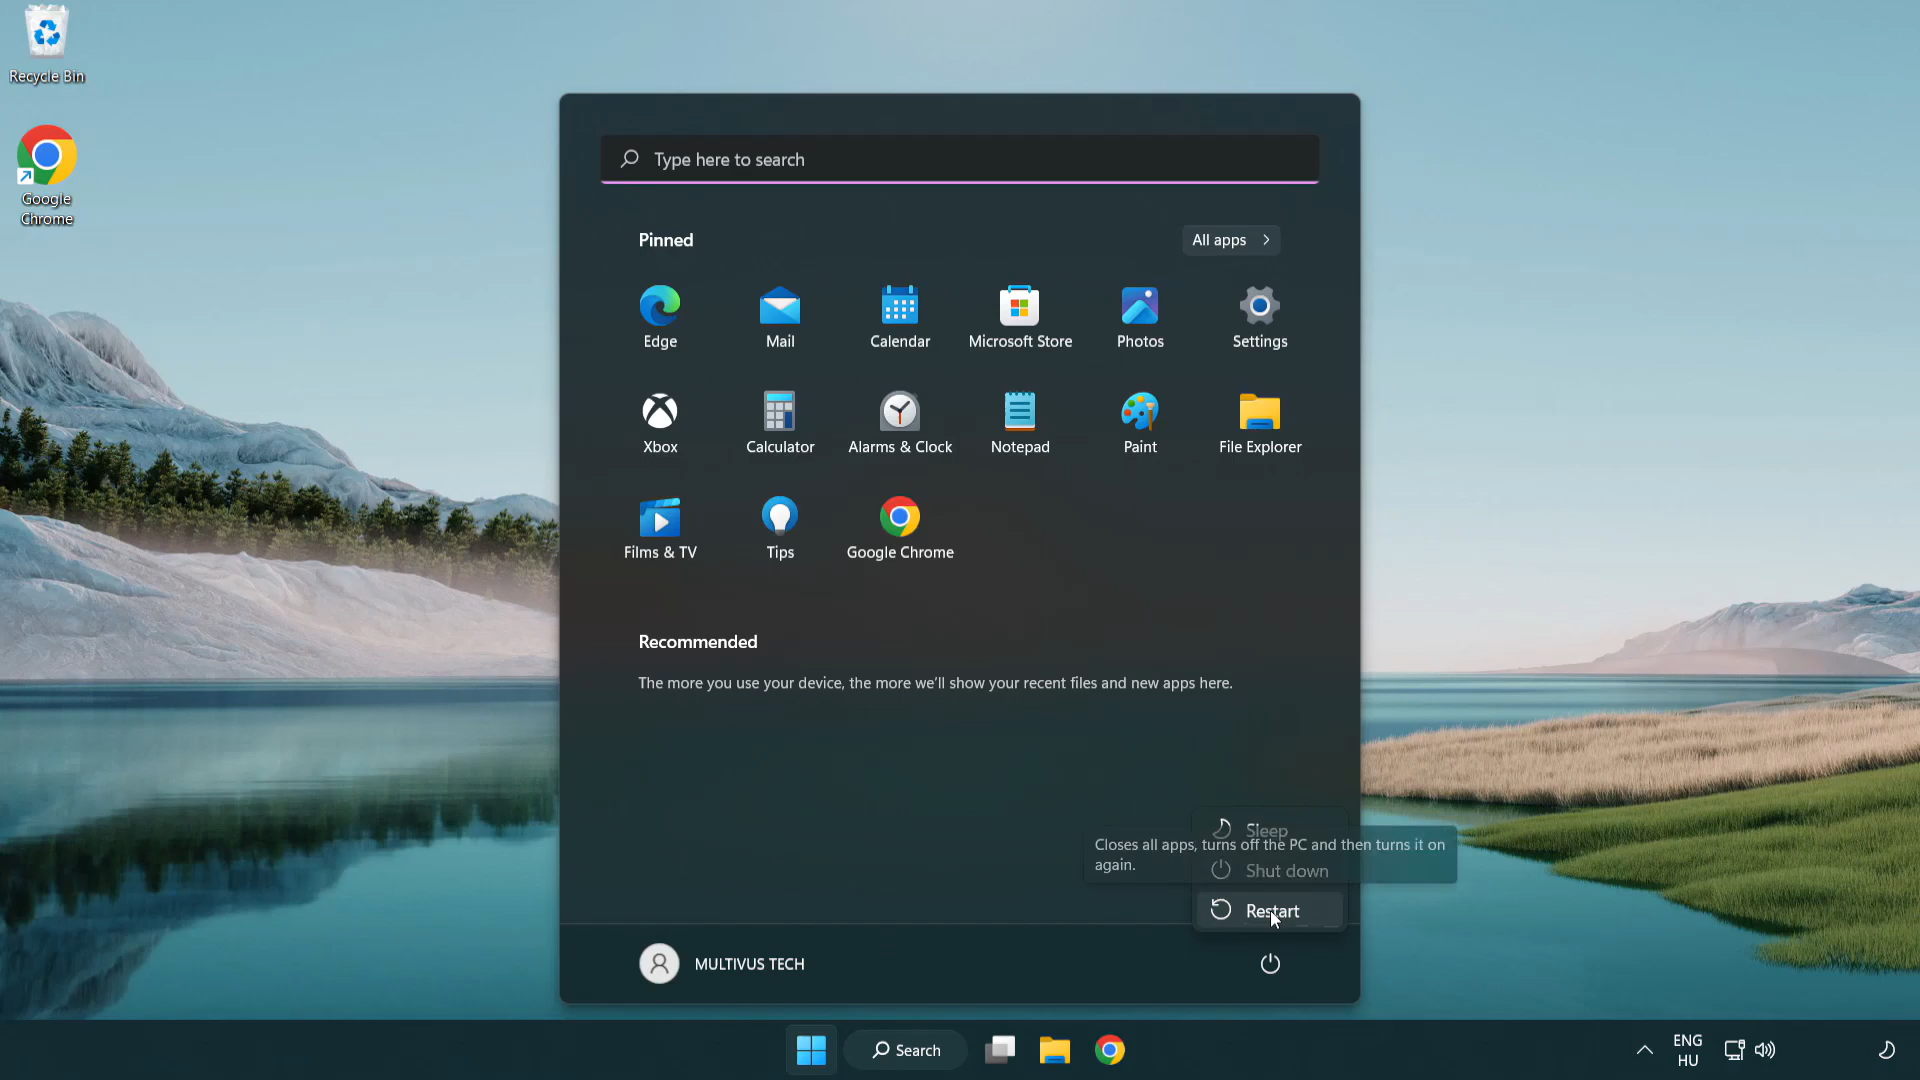 Recycle Bin
Google
Chrome
Type here to search
Pinned
All apps
Edge
Mail
Calendar
Microsoft Store
Photos
Settings
Xbox
Calculator
Alarms & Clock
Notepad
Paint
File Explorer
Films & TV
Tips
Google Chrome
Recommended
The more you use your device, the more we'll show your recent files and new apps here.
Sleep
Closes all apps, turns off the PC and then turns it on
again.
Shut down
Restart
MULTIVUS TECH
Search
ENG
HU